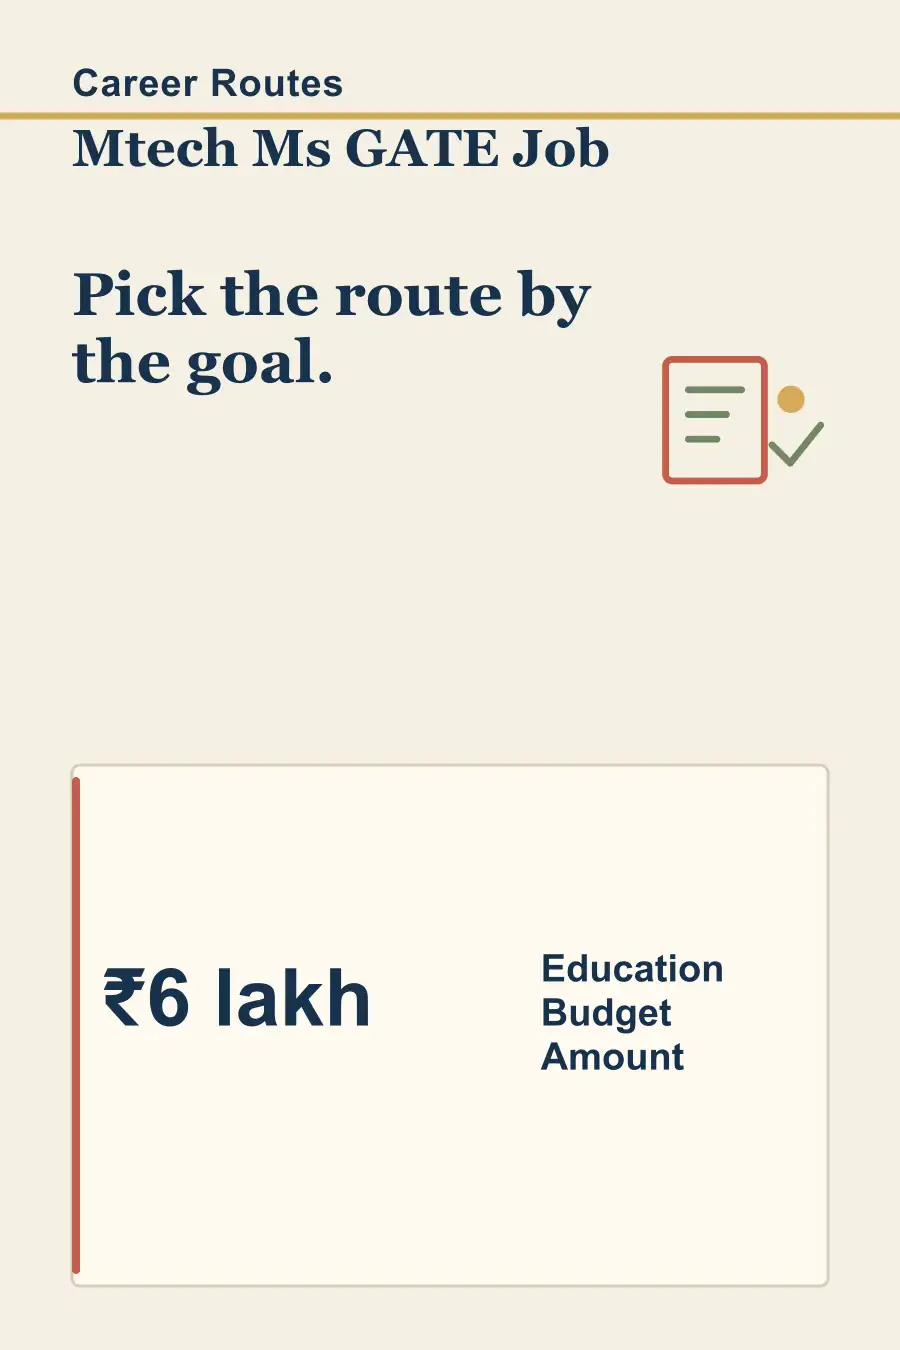 Career Routes
Mtech Ms GATE Job
Pick the route by
the goal.
₹6 lakh
Education
Budget
Amount